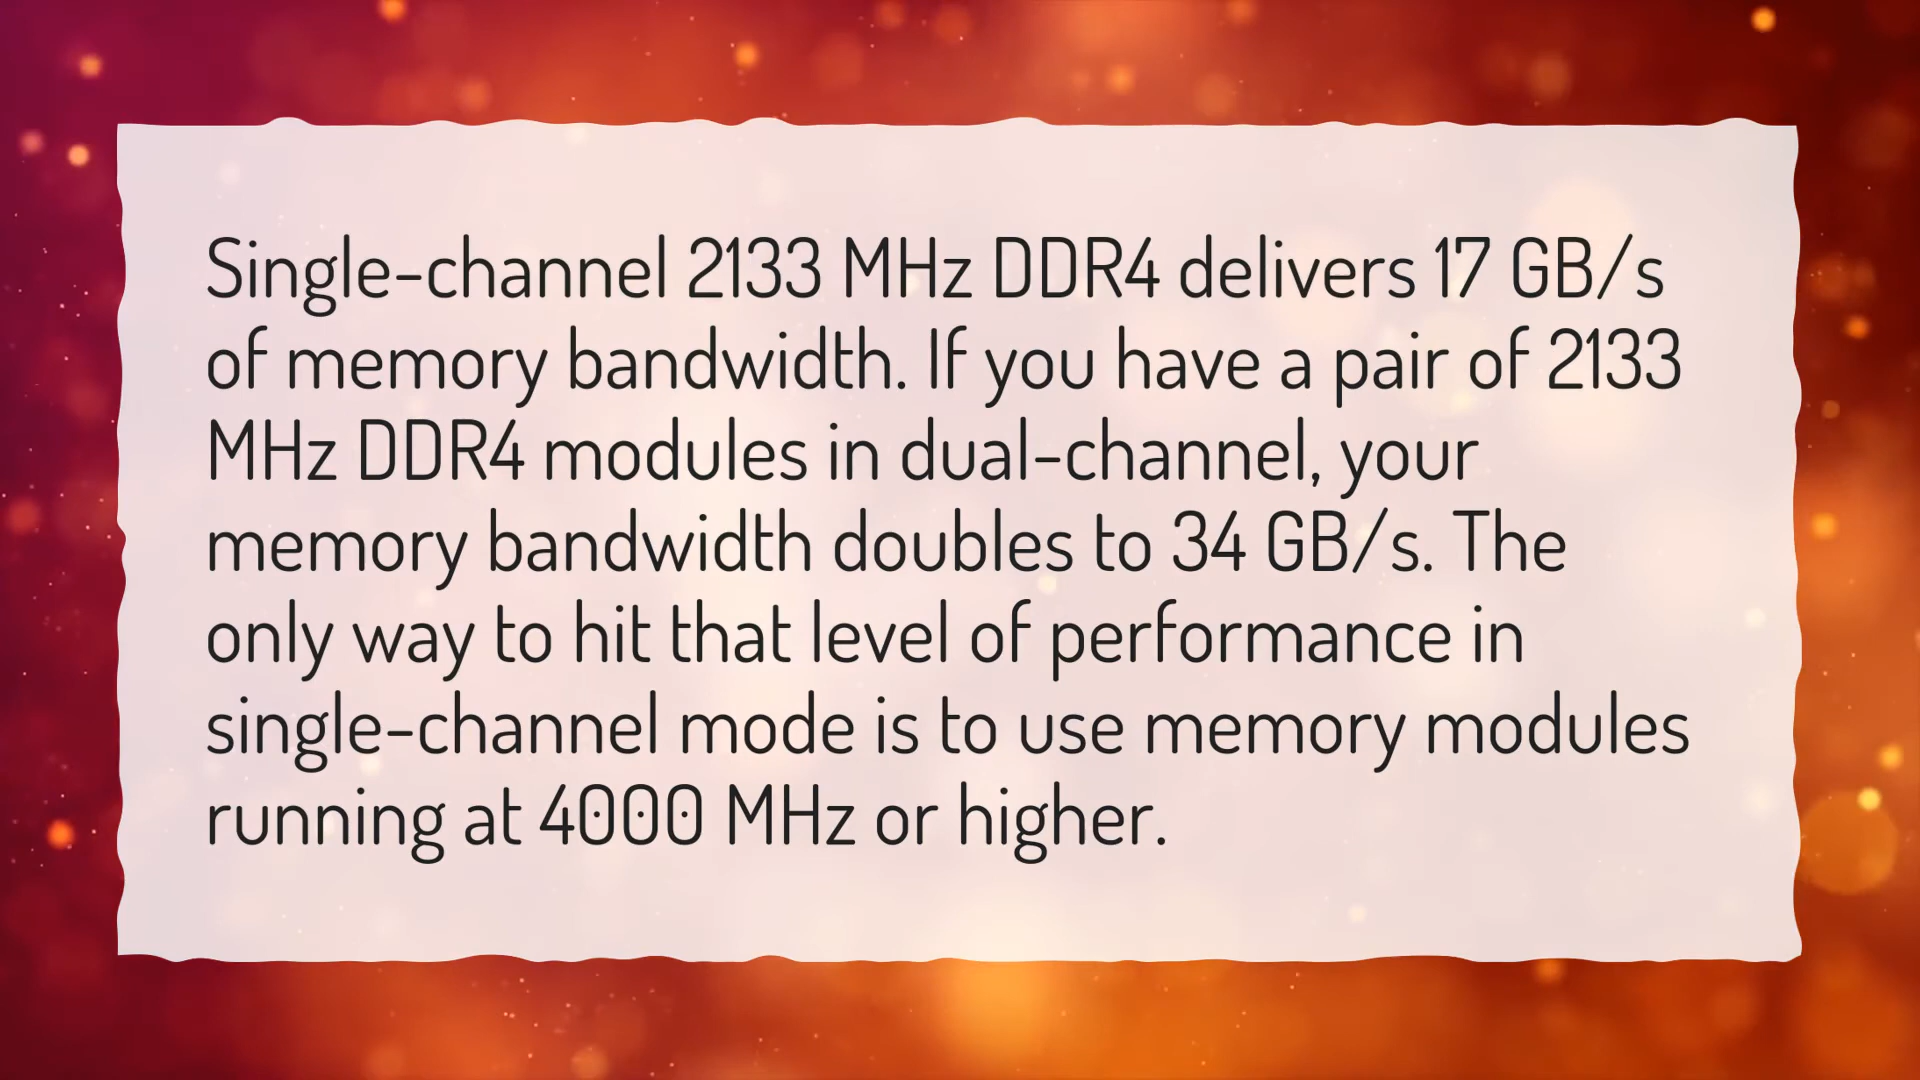 Single-channel 2133 MHz DDR4 delivers 17 GB/s
of memory bandwidth. If you have a pair of 2133
MHz DDR4 modules in dual-channel, your
memory bandwidth doubles to 34 GB/s. The
only way to hit that level of performance in
single-channel mode is to use memory modules
running at 4000 MHz or higher.